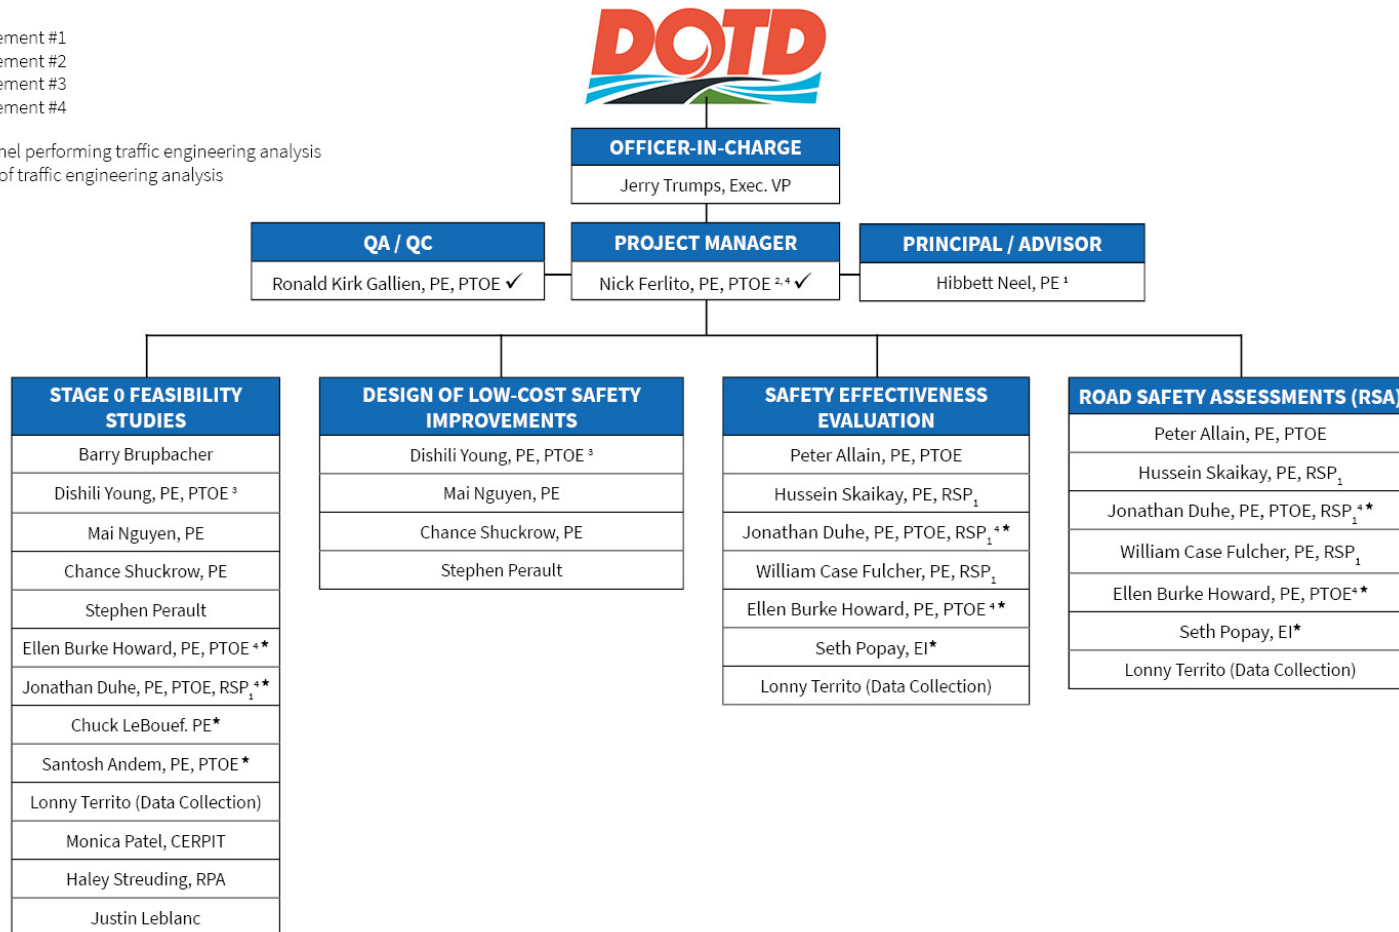 ement #1
ement #2
ement #3
ement #4
nel performing traffic engineering analysis
of traffic engineering analysis
DOTD
OFFICER-IN-CHARGE
Jerry Trumps, Exec. VP
QA / QC
Ronald Kirk Gallien, PE, PTOE ✓
PROJECT MANAGER
Nick Ferlito, PE, PTOE ²,⁴ ✓
PRINCIPAL / ADVISOR
Hibbett Neel, PE ¹
STAGE 0 FEASIBILITY
STUDIES
Barry Brupbacher
Dishili Young, PE, PTOE ³
Mai Nguyen, PE
Chance Shuckrow, PE
Stephen Perault
Ellen Burke Howard, PE, PTOE ⁴ ★
Jonathan Duhe, PE, PTOE, RSP₁⁴ ★
Chuck LeBouef. PE★
Santosh Andem, PE, PTOE ★
Lonny Territo (Data Collection)
Monica Patel, CERPIT
Haley Streuding, RPA
Justin Leblanc
DESIGN OF LOW-COST SAFETY
IMPROVEMENTS
Dishili Young, PE, PTOE ³
Mai Nguyen, PE
Chance Shuckrow, PE
Stephen Perault
SAFETY EFFECTIVENESS
EVALUATION
Peter Allain, PE, PTOE
Hussein Skaikay, PE, RSP₁
Jonathan Duhe, PE, PTOE, RSP₁⁴ ★
William Case Fulcher, PE, RSP₁
Ellen Burke Howard, PE, PTOE ⁴ ★
Seth Popay, EI★
Lonny Territo (Data Collection)
ROAD SAFETY ASSESSMENTS (RSA)
Peter Allain, PE, PTOE
Hussein Skaikay, PE, RSP₁
Jonathan Duhe, PE, PTOE, RSP₁⁴ ★
William Case Fulcher, PE, RSP₁
Ellen Burke Howard, PE, PTOE⁴ ★
Seth Popay, EI★
Lonny Territo (Data Collection)